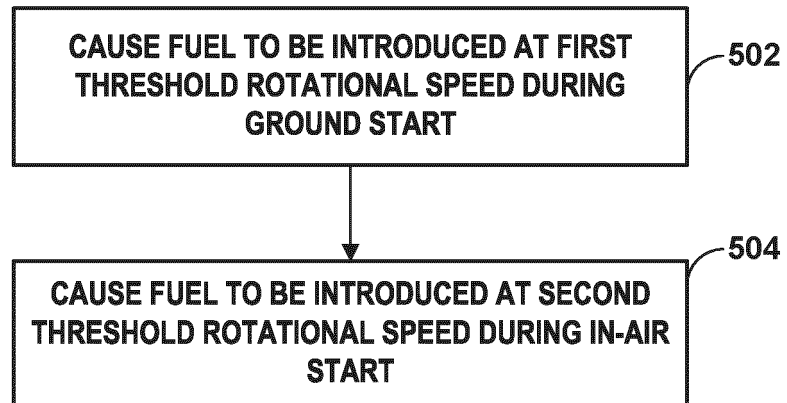 CAUSE FUEL TO BE INTRODUCED AT FIRST
THRESHOLD ROTATIONAL SPEED DURING
GROUND START
502
CAUSE FUEL TO BE INTRODUCED AT SECOND
THRESHOLD ROTATIONAL SPEED DURING IN-AIR
START
504